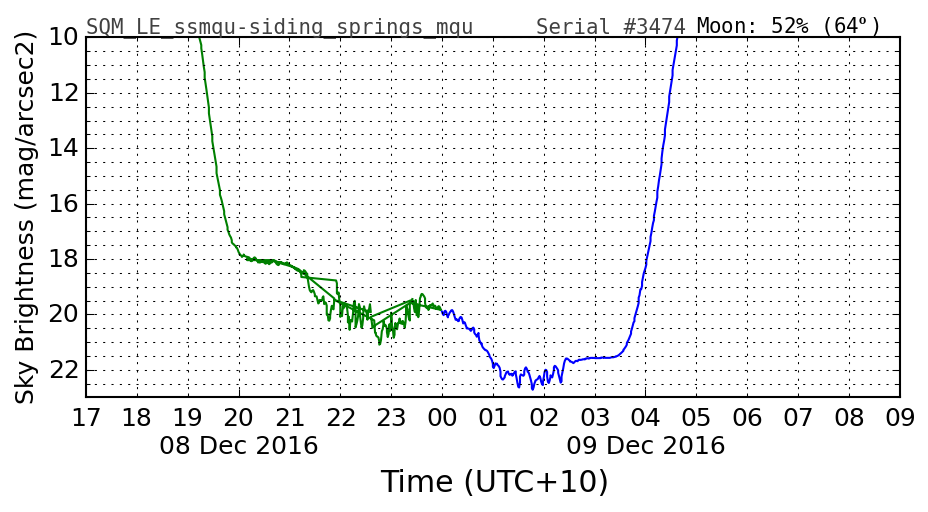 SQM_LE_ssmqu-siding_springs_mqu Serial #3474 Moon: 52% (64°)
Sky Brightness (mag/arcsec2)
10
12
14
16
18
20
22
17 18 19 20 21 22 23 00 01 02 03 04 05 06 07 08 09
08 Dec 2016 09 Dec 2016
Time (UTC+10)